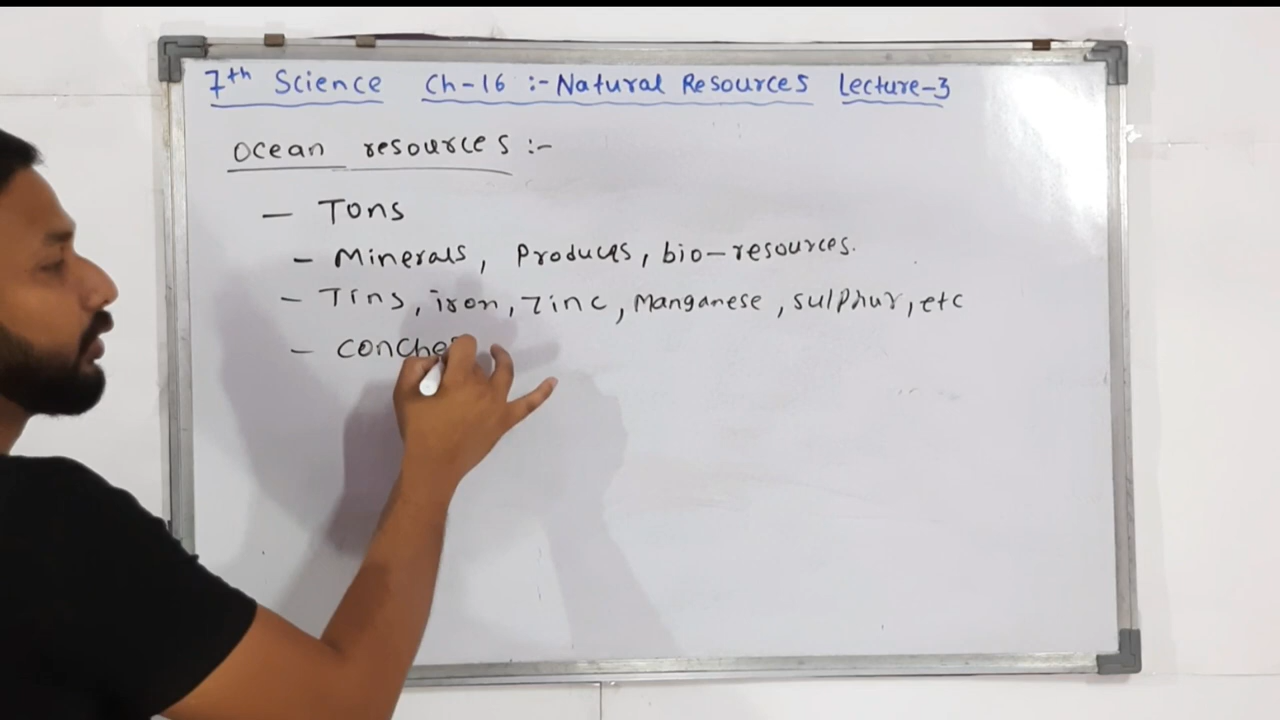 7th Science Ch-16 :- Natural Resources Lecture-3
Ocean resources :-
- Tons
- Minerals, Produces, bio-resources.
- Tins, iron, Zinc, Manganese, sulphur, etc
- conches